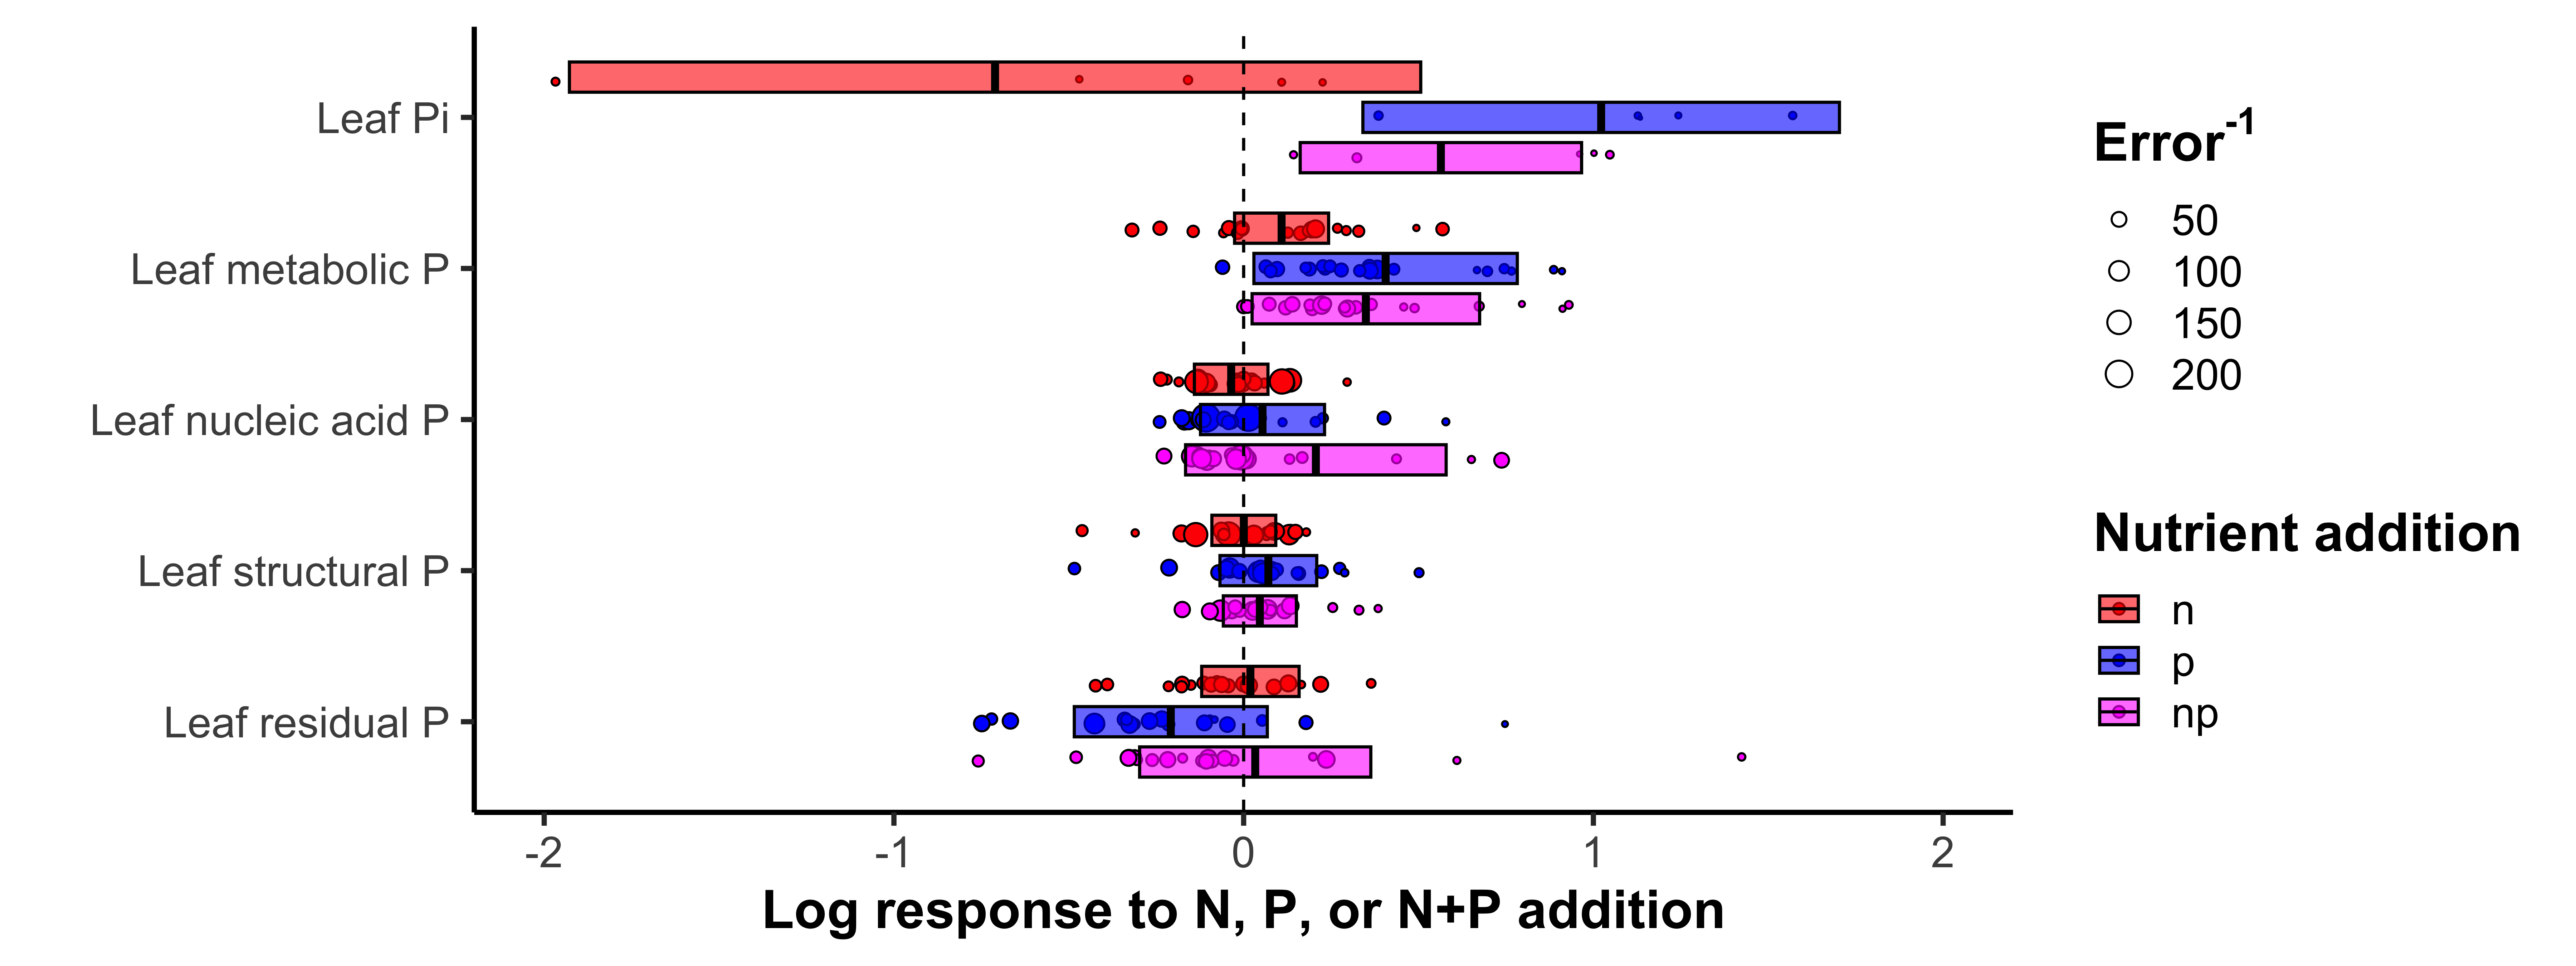 Leaf Pi
Leaf metabolic P
Leaf nucleic acid P
Leaf structural P
Leaf residual P
-2
-1
0
1
2
Log response to N, P, or N+P addition
Error-1
50
100
150
200
Nutrient addition
n
p
np